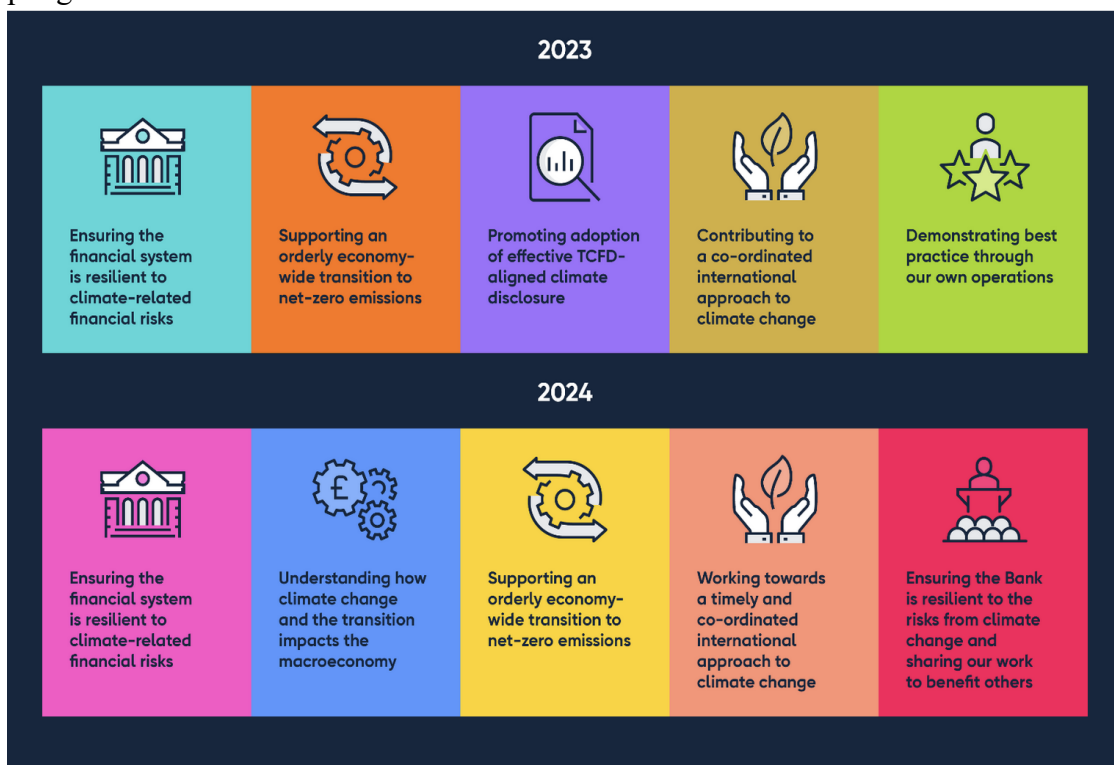 2023
Ensuring the
financial system
is resilient to
climate-related
financial risks
Supporting an
orderly economy-
wide transition to
net-zero emissions
Promoting adoption
of effective TCFD-
aligned climate
disclosure
Contributing to
a co-ordinated
international
approach to
climate change
Demonstrating best
practice through
our own operations
2024
Ensuring the
financial system
is resilient to
climate-related
financial risks
£
Understanding how
climate change
and the transition
impacts the
macroeconomy
Supporting an
orderly economy-
wide transition to
net-zero emissions
Working towards
a timely and
co-ordinated
international
approach to
climate change
Ensuring the Bank
is resilient to the
risks from climate
change and
sharing our work
to benefit others